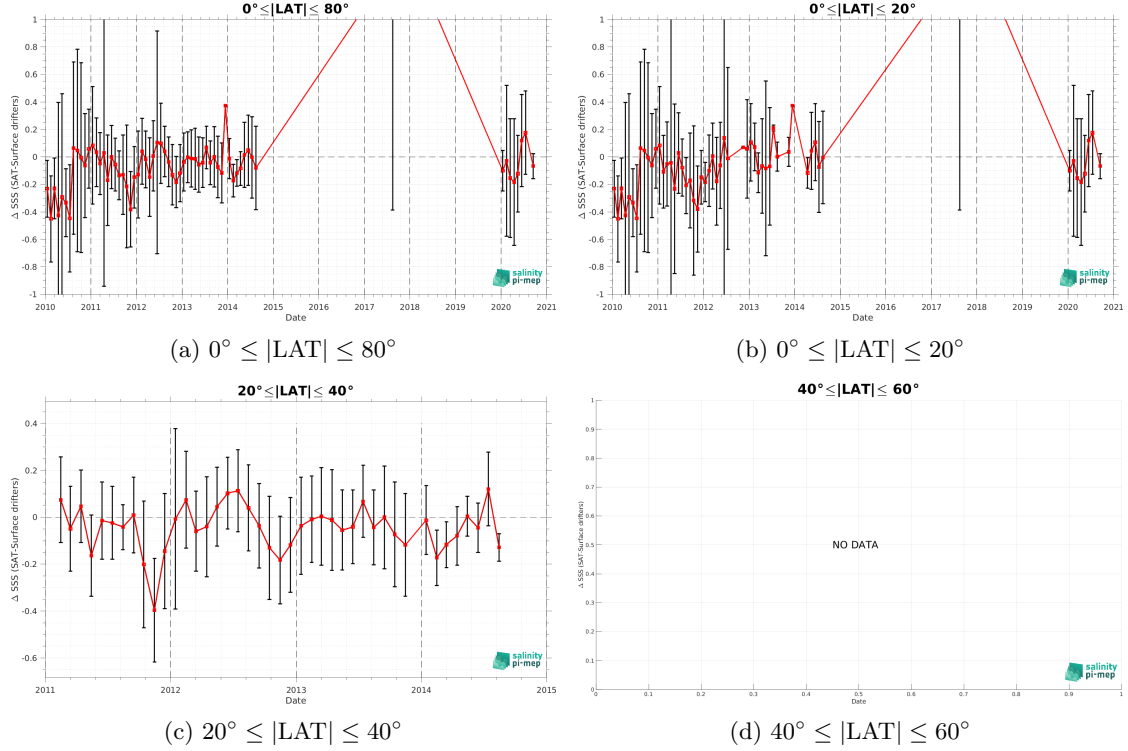 0°≤|LAT|≤ 80°
Δ SSS (SAT-Surface drifters)
1
0.8
0.6
0.4
0.2
0
-0.2
-0.4
-0.6
-0.8
-1
2010 2011 2012 2013 2014 2015 2016 2017 2018 2019 2020 2021
Date
salinity
pi-mep
(a) 0° ≤ |LAT| ≤ 80°
0°≤|LAT|≤ 20°
Δ SSS (SAT-Surface drifters)
1
0.8
0.6
0.4
0.2
0
-0.2
-0.4
-0.6
-0.8
-1
2010 2011 2012 2013 2014 2015 2016 2017 2018 2019 2020 2021
Date
salinity
pi-mep
(b) 0° ≤ |LAT| ≤ 20°
20°≤|LAT|≤ 40°
Δ SSS (SAT-Surface drifters)
0.4
0.2
0
-0.2
-0.4
-0.6
2011 2012 2013 2014 2015
Date
salinity
pi-mep
(c) 20° ≤ |LAT| ≤ 40°
40°≤|LAT|≤ 60°
Δ SSS (SAT-Surface drifters)
1
0.9
0.8
0.7
0.6
0.5
0.4
0.3
0.2
0.1
0
NO DATA
0 0.1 0.2 0.3 0.4 0.5 0.6 0.7 0.8 0.9 1
Date
salinity
pi-mep
(d) 40° ≤ |LAT| ≤ 60°